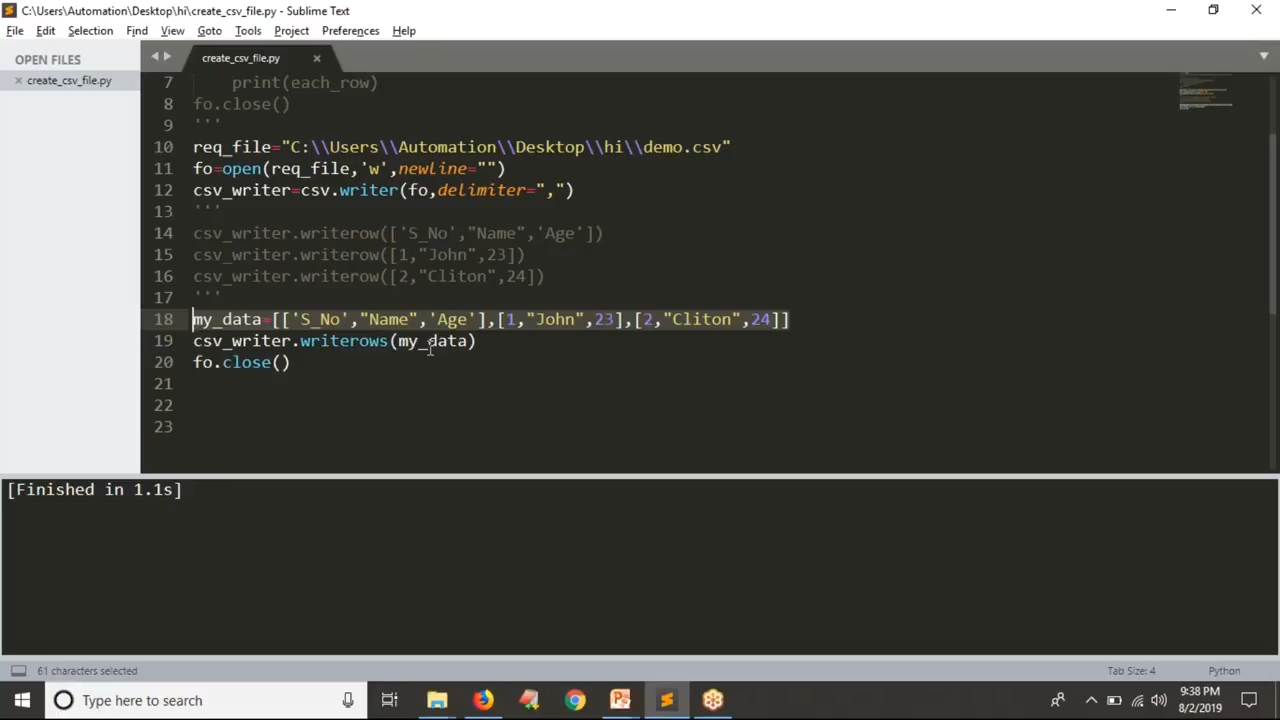 C:\Users\Automation\Desktop\hi\create_csv_file.py - Sublime Text
File Edit Selection Find View Goto Tools Project Preferences Help
OPEN FILES
create_csv_file.py
create_csv_file.py
7 print(each_row)
8 fo.close()
9 '''
10 req_file="C:\\Users\\Automation\\Desktop\\hi\\demo.csv"
11 fo=open(req_file,'w',newline="")
12 csv_writer=csv.writer(fo,delimiter=",")
13 '''
14 csv_writer.writerow(['S_No',"Name",'Age'])
15 csv_writer.writerow([1,"John",23])
16 csv_writer.writerow([2,"Cliton",24])
17 '''
18 my_data=[['S_No',"Name",'Age'],[1,"John",23],[2,"Cliton",24]]
19 csv_writer.writerows(my_data)
20 fo.close()
21
22
23
[Finished in 1.1s]
61 characters selected
Tab Size: 4
Python
Type here to search
9:38 PM
8/2/2019